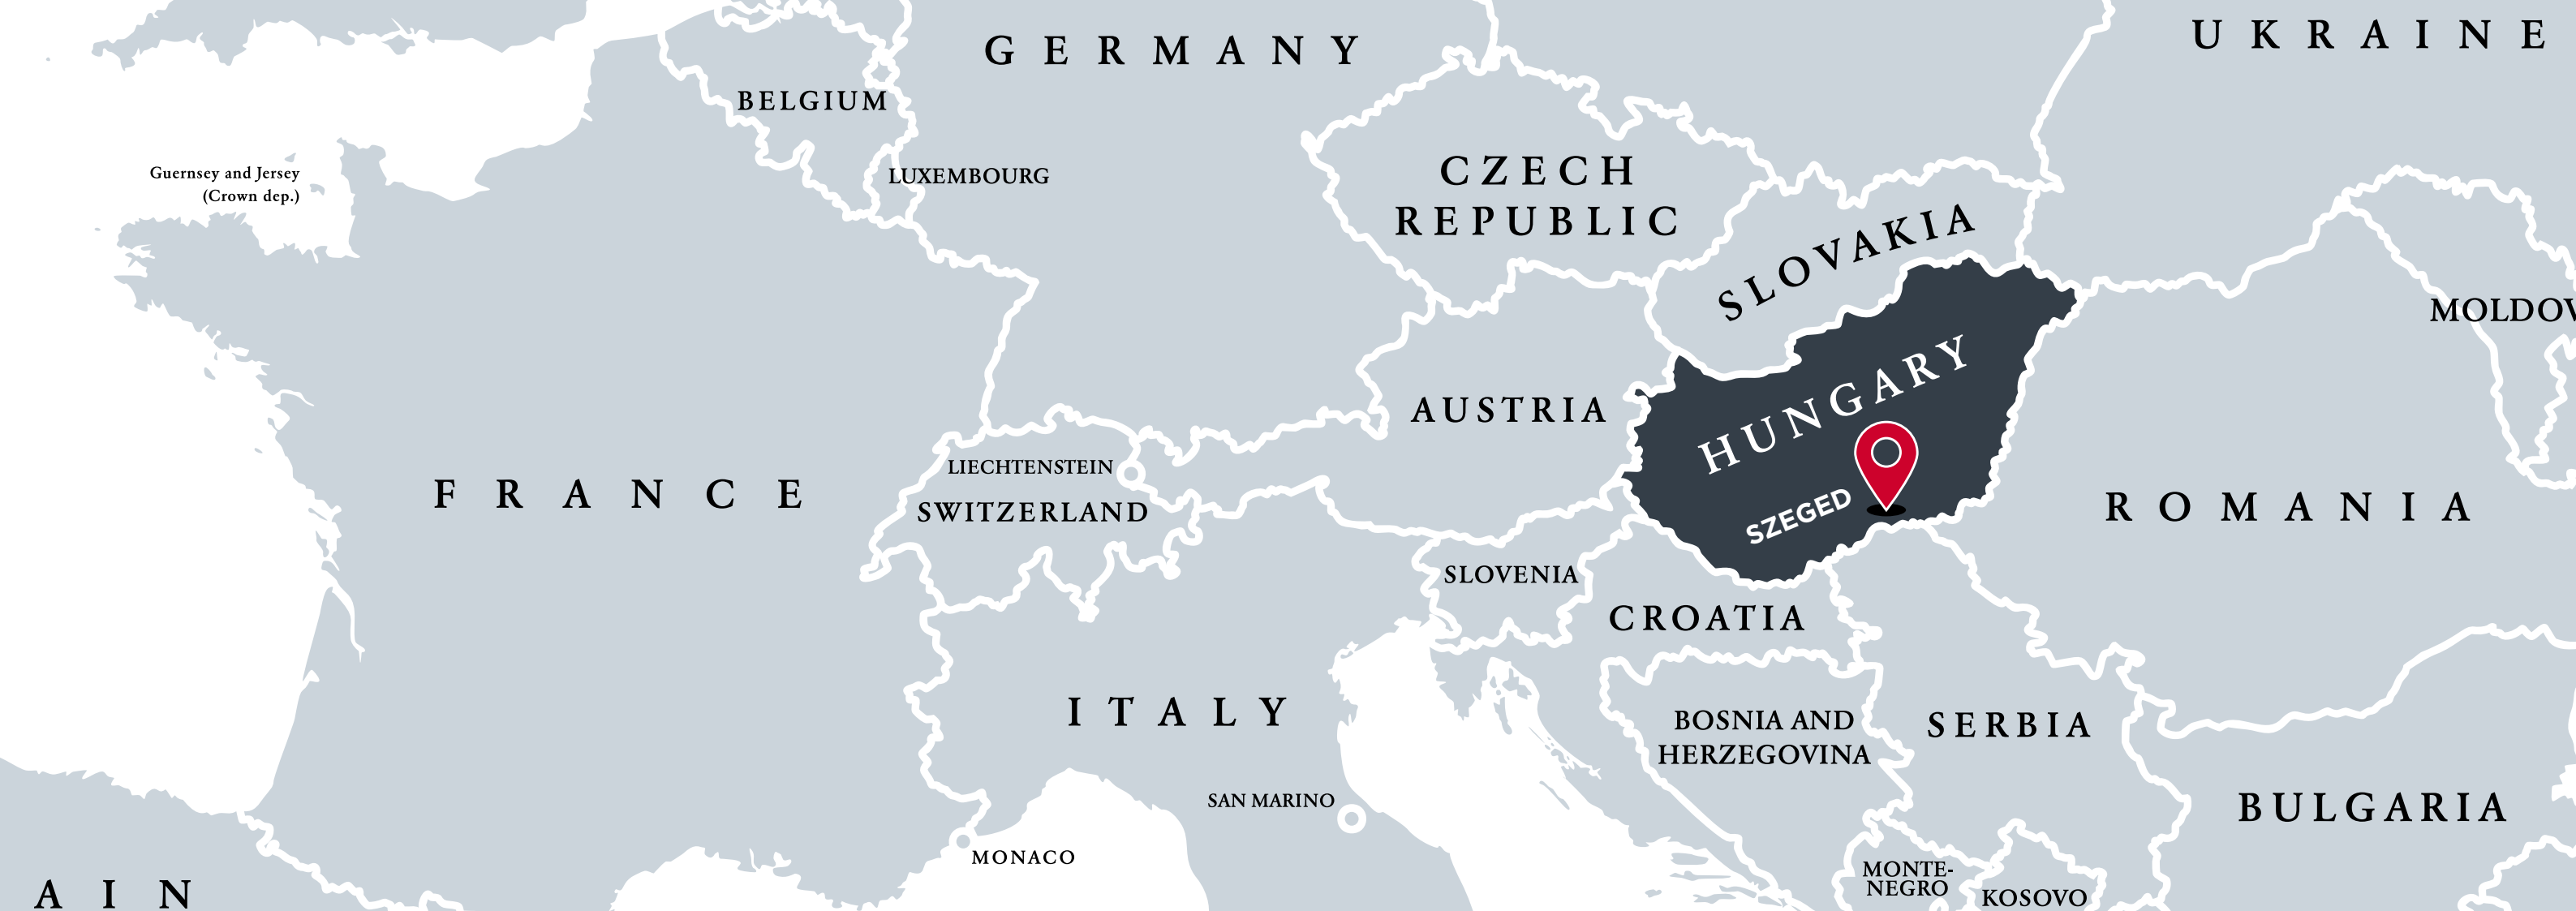 UKRAINE
GERMANY
BELGIUM
Guernsey and Jersey
(Crown dep.)
LUXEMBOURG
CZECH
REPUBLIC
SLOVAKIA
MOLDOV
HUNGARY
AUSTRIA
LIECHTENSTEIN
FRANCE
SWITZERLAND
SZEGED
ROMANIA
SLOVENIA
CROATIA
ITALY
BOSNIA AND
HERZEGOVINA
SERBIA
SAN MARINO
BULGARIA
MONACO
MONTE-
NEGRO
KOSOVO
AIN